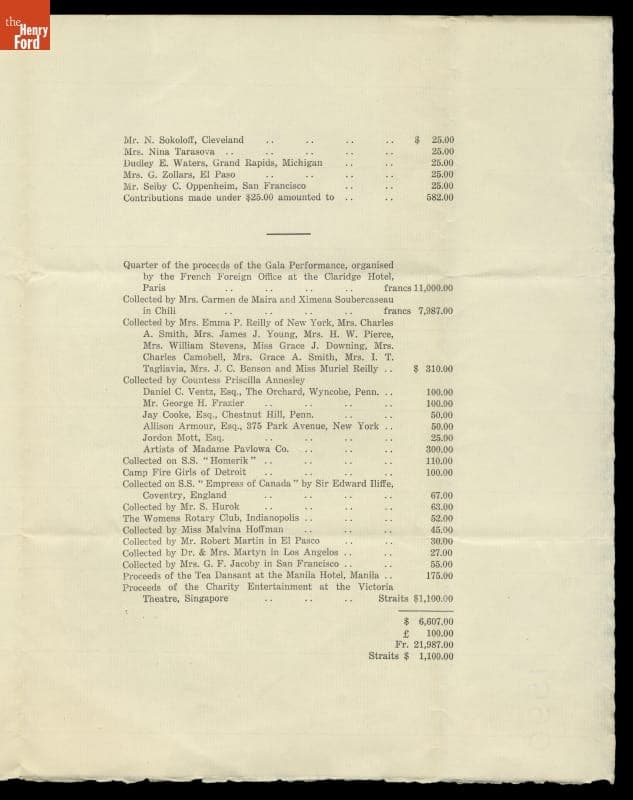 the
Henry
Ford
Mr. N. Sokoloff, Cleveland .. .. .. .. $ 25.00
Mrs. Nina Tarasova .. .. .. .. .. 25.00
Dudley E. Waters, Grand Rapids, Michigan .. .. 25.00
Mrs. G. Zollars, El Paso .. .. .. .. 25.00
Mr. Selby C. Oppenheim, San Francisco .. .. 25.00
Contributions made under $25.00 amounted to .. .. 582.00
Quarter of the proceeds of the Gala Performance, organised
by the French Foreign Office at the Claridge Hotel,
Paris .. .. .. .. francs 11,000.00
Collected by Mrs. Carmen de Maira and Ximena Soubercaseau
in Chili .. .. .. .. francs 7,987.00
Collected by Mrs. Emma P. Reilly of New York, Mrs. Charles
A. Smith, Mrs. James J. Young, Mrs. H. W. Pierce,
Mrs. William Stevens, Miss Grace J. Downing, Mrs.
Charles Camobell, Mrs. Grace A. Smith, Mrs. I. T.
Tagliavia, Mrs. J. C. Benson and Miss Muriel Reilly .. $ 310.00
Collected by Countess Priscilla Annesley
Daniel C. Ventz, Esq., The Orchard, Wyncobe, Penn. .. 100.00
Mr. George H. Frazier .. .. .. .. 100.00
Jay Cooke, Esq., Chestnut Hill, Penn. .. .. 50.00
Allison Armour, Esq., 375 Park Avenue, New York .. 50.00
Jordon Mott, Esq. .. .. .. .. 25.00
Artists of Madame Pavlowa Co. .. .. .. 300.00
Collected on S.S. "Homerik" .. .. .. .. 110.00
Camp Fire Girls of Detroit .. .. .. .. 100.00
Collected on S.S. "Empress of Canada" by Sir Edward Iliffe,
Coventry, England .. .. .. .. 67.00
Collected by Mr. S. Hurok .. .. .. .. 63.00
The Womens Rotary Club, Indianopolis .. .. .. 52.00
Collected by Miss Malvina Hoffman .. .. .. 45.00
Collected by Mr. Robert Martin in El Pasco .. .. 30.00
Collected by Dr. & Mrs. Martyn in Los Angelos .. .. 27.00
Collected by Mrs. G. F. Jacoby in San Francisco .. .. 55.00
Proceeds of the Tea Dansant at the Manila Hotel, Manila .. 175.00
Proceeds of the Charity Entertainment at the Victoria
Theatre, Singapore .. .. .. Straits $1,100.00
$ 6,607.00
£ 100.00
Fr. 21,987.00
Straits $ 1,100.00